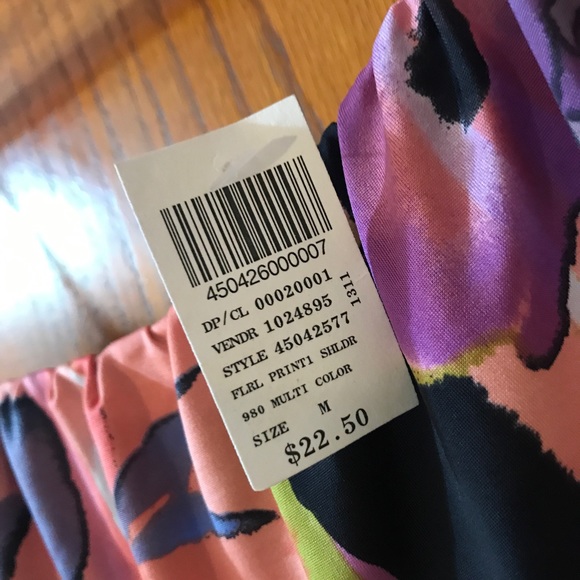 450426000007
DP/CL 00020001
VENDR 1024895 1311
STYLE 45042577
FLRL PRINT1 SHLDR
980 MULTI COLOR
SIZE M
$22.50